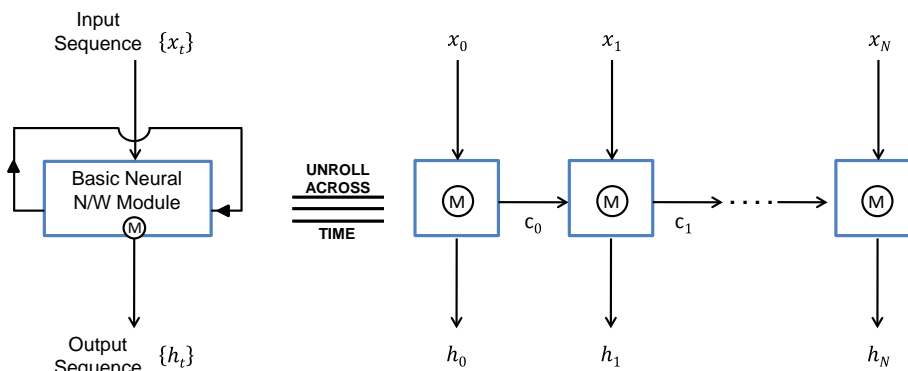 Input
Sequence {x_t}
Basic Neural
N/W Module
M
Output
Sequence {h_t}
UNROLL
ACROSS
TIME
x_0 x_1 x_N
M M . . . . M
c_0 c_1
h_0 h_1 h_N